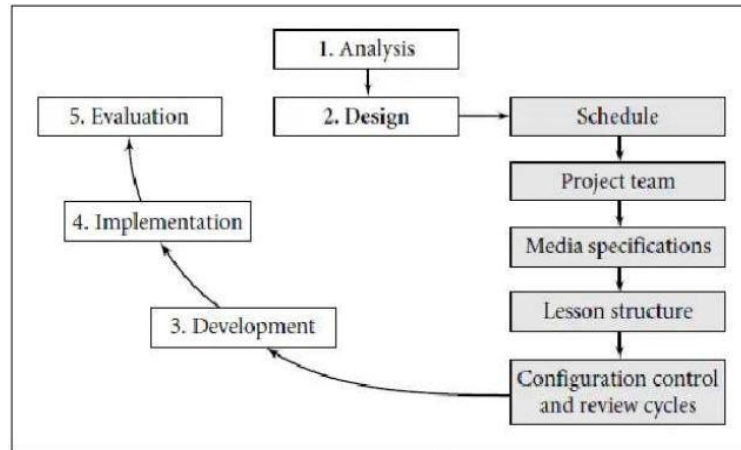 1. Analysis
2. Design
Schedule
Project team
Media specifications
Lesson structure
Configuration control
and review cycles
3. Development
4. Implementation
5. Evaluation